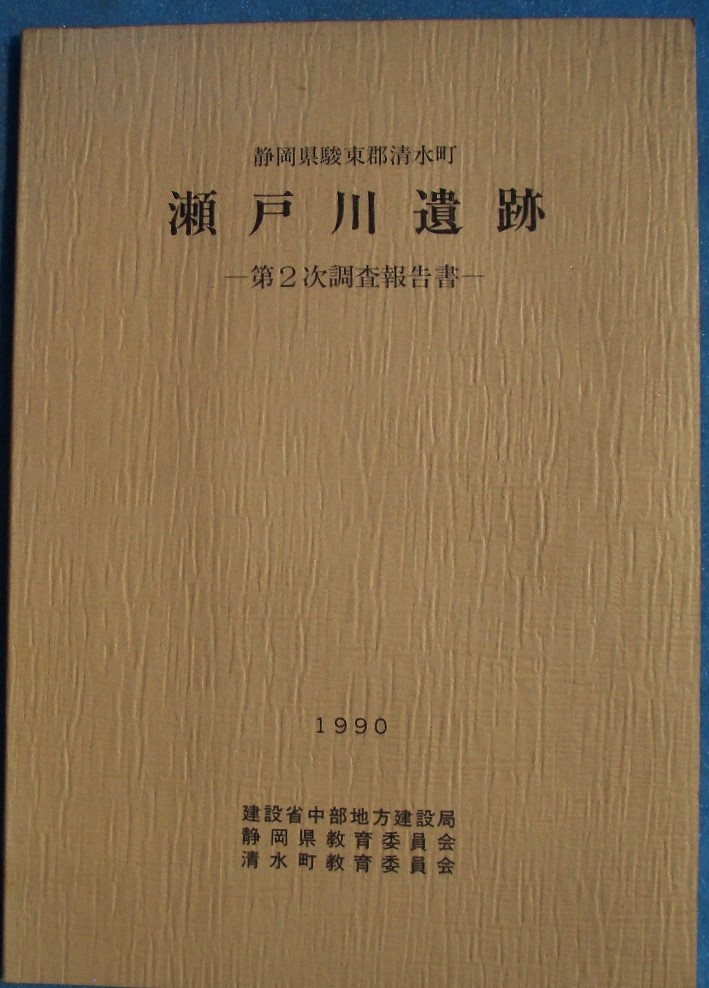 静岡県駿東郡清水町
瀬戸川遺跡
―第2次調査報告書―
1990
建設省中部地方建設局
静岡県教育委員会
清水町教育委員会